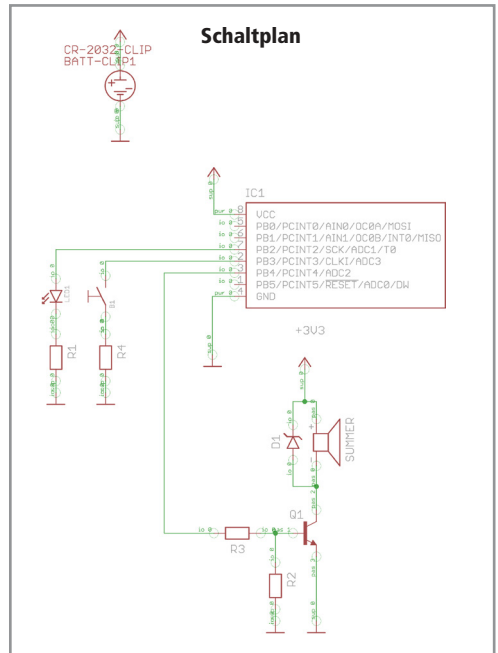 Schaltplan
CR-2032-CLIP
BATT-CLIP1
IC1
8 VCC
5 PB0/PCINT0/AIN0/OC0A/MOSI
6 PB1/PCINT1/AIN1/OC0B/INT0/MISO
7 PB2/PCINT2/SCK/ADC1/T0
2 PB3/PCINT3/CLKI/ADC3
3 PB4/PCINT4/ADC2
1 PB5/PCINT5/RESET/ADC0/DW
4 GND
LED1
R1
R4
+3V3
D1
SUMMER
Q1
R3
R2